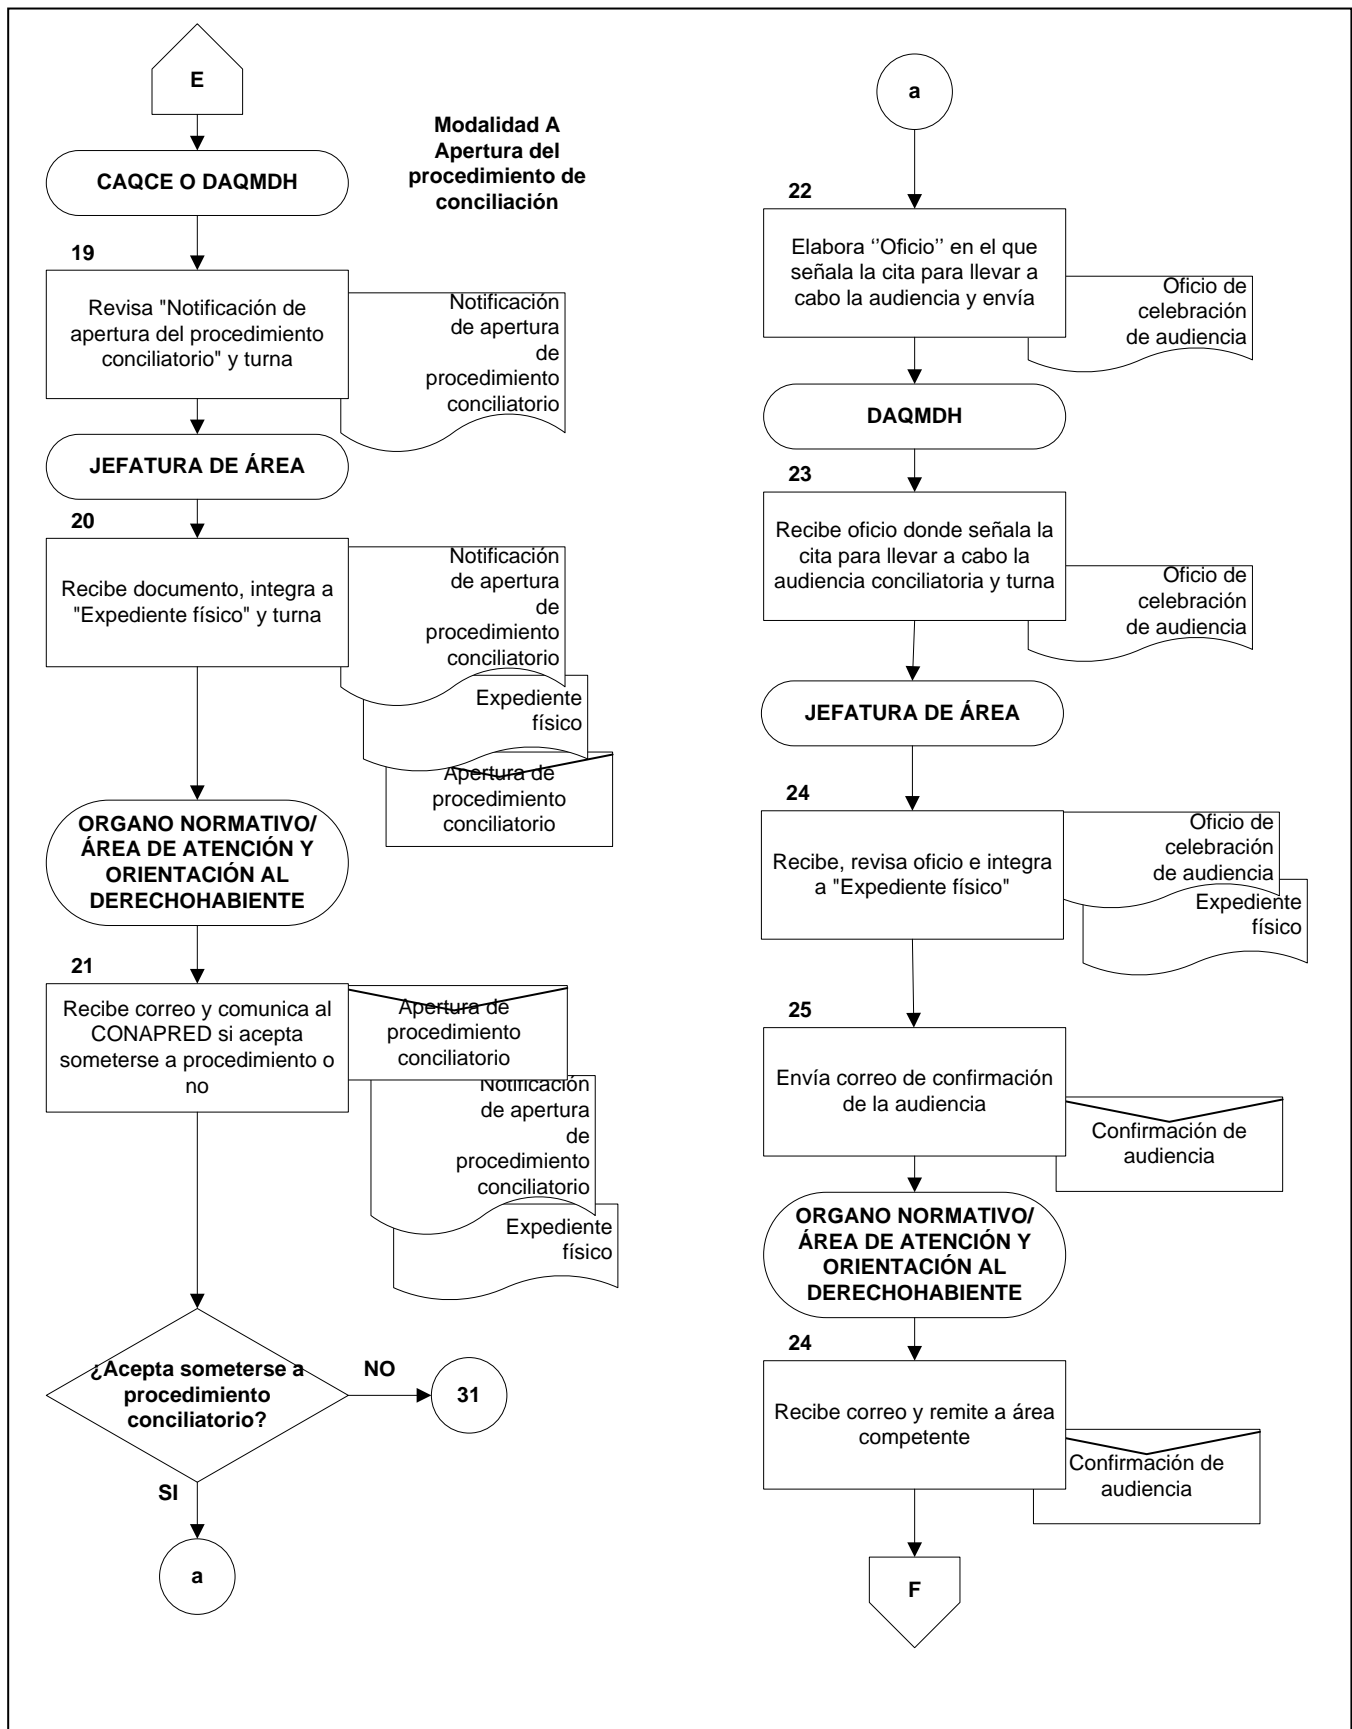 E
Modalidad A
Apertura del
procedimiento de
conciliación
CAQCE O DAQMDH
19
Revisa "Notificación de
apertura del procedimiento
conciliatorio" y turna
Notificación
de apertura
de
procedimiento
conciliatorio
JEFATURA DE ÁREA
20
Recibe documento, integra a
"Expediente físico" y turna
Notificación
de apertura
de
procedimiento
conciliatorio
Expediente
físico
Apertura de
procedimiento
conciliatorio
ORGANO NORMATIVO/
ÁREA DE ATENCIÓN Y
ORIENTACIÓN AL
DERECHOHABIENTE
21
Recibe correo y comunica al
CONAPRED si acepta
someterse a procedimiento o
no
Apertura de
procedimiento
conciliatorio
Notificación
de apertura
de
procedimiento
conciliatorio
Expediente
físico
¿Acepta someterse a
procedimiento
conciliatorio?
NO
31
SI
a
a
22
Elabora ‘’Oficio’’ en el que
señala la cita para llevar a
cabo la audiencia y envía
Oficio de
celebración
de audiencia
DAQMDH
23
Recibe oficio donde señala la
cita para llevar a cabo la
audiencia conciliatoria y turna
Oficio de
celebración
de audiencia
JEFATURA DE ÁREA
24
Recibe, revisa oficio e integra
a "Expediente físico"
Oficio de
celebración
de audiencia
Expediente
físico
25
Envía correo de confirmación
de la audiencia
Confirmación de
audiencia
ORGANO NORMATIVO/
ÁREA DE ATENCIÓN Y
ORIENTACIÓN AL
DERECHOHABIENTE
24
Recibe correo y remite a área
competente
Confirmación de
audiencia
F